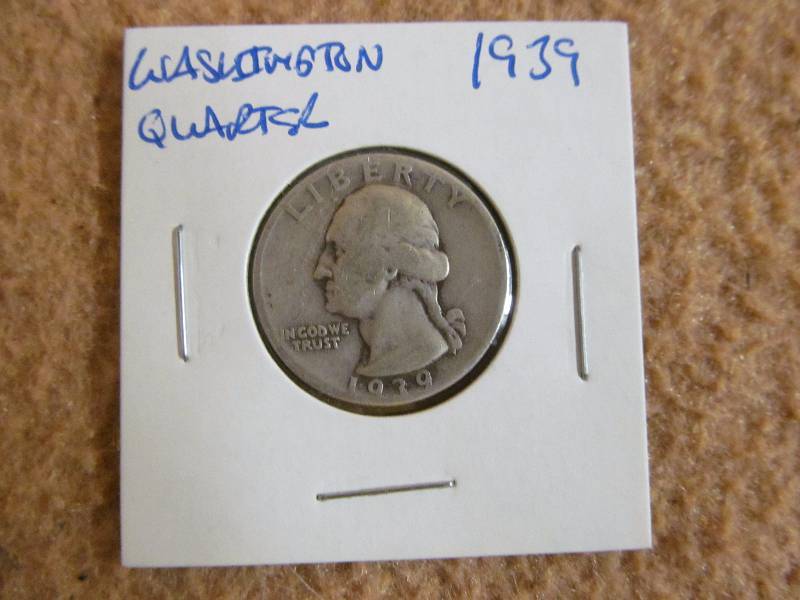 WASHINGTON 1939
QUARTER
LIBERTY
IN GOD WE
TRUST
1939